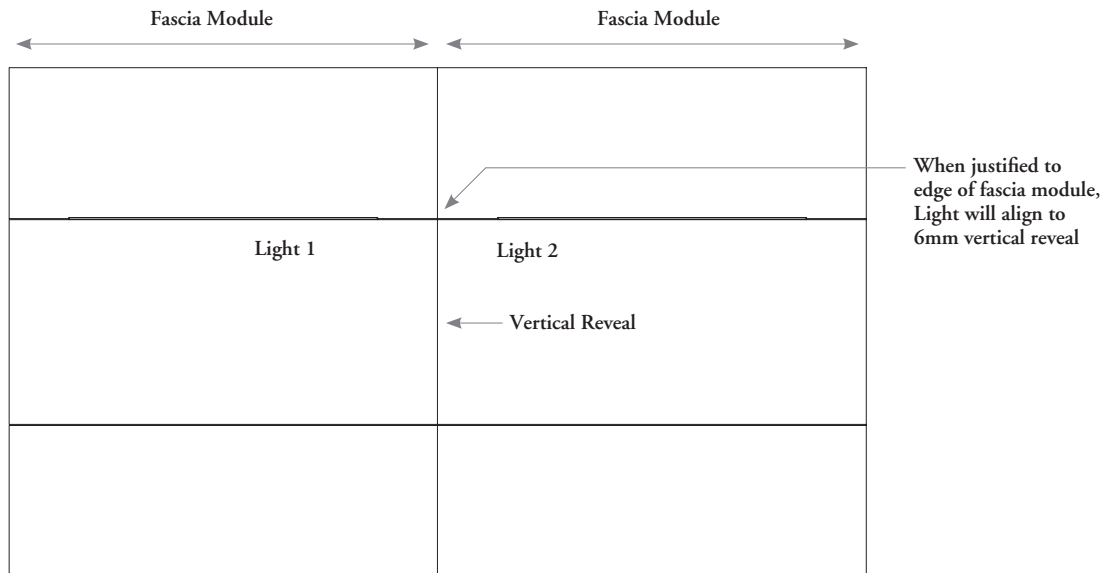 Fascia Module
Fascia Module
When justified to
edge of fascia module,
Light will align to
6mm vertical reveal
Light 1
Light 2
Vertical Reveal